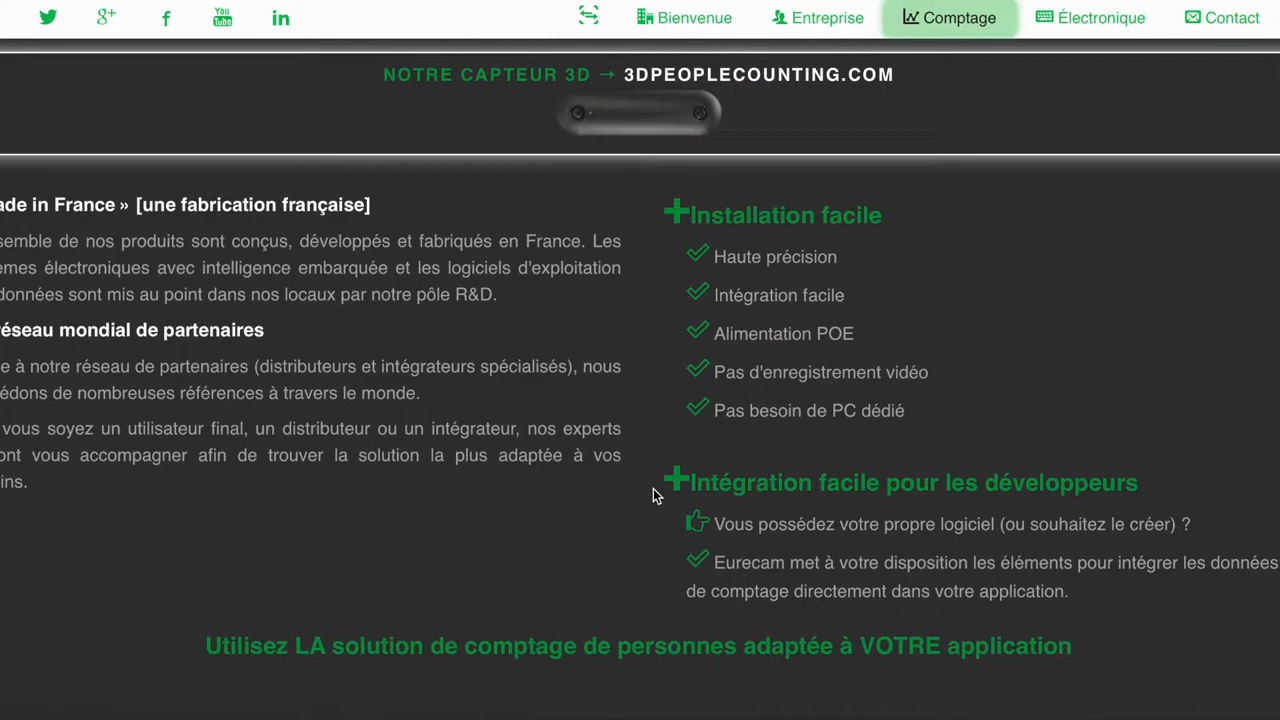 You
Tube
Bienvenue
Entreprise
Comptage
Électronique
Contact
NOTRE CAPTEUR 3D → 3DPEOPLECOUNTING.COM
ade in France » [une fabrication française]
semble de nos produits sont conçus, développés et fabriqués en France. Les
èmes électroniques avec intelligence embarquée et les logiciels d'exploitation
données sont mis au point dans nos locaux par notre pôle R&D.
réseau mondial de partenaires
e à notre réseau de partenaires (distributeurs et intégrateurs spécialisés), nous
édons de nombreuses références à travers le monde.
vous soyez un utilisateur final, un distributeur ou un intégrateur, nos experts
ont vous accompagner afin de trouver la solution la plus adaptée à vos
ins.
Installation facile
Haute précision
Intégration facile
Alimentation POE
Pas d'enregistrement vidéo
Pas besoin de PC dédié
Intégration facile pour les développeurs
Vous possédez votre propre logiciel (ou souhaitez le créer) ?
Eurecam met à votre disposition les éléments pour intégrer les données
de comptage directement dans votre application.
Utilisez LA solution de comptage de personnes adaptée à VOTRE application